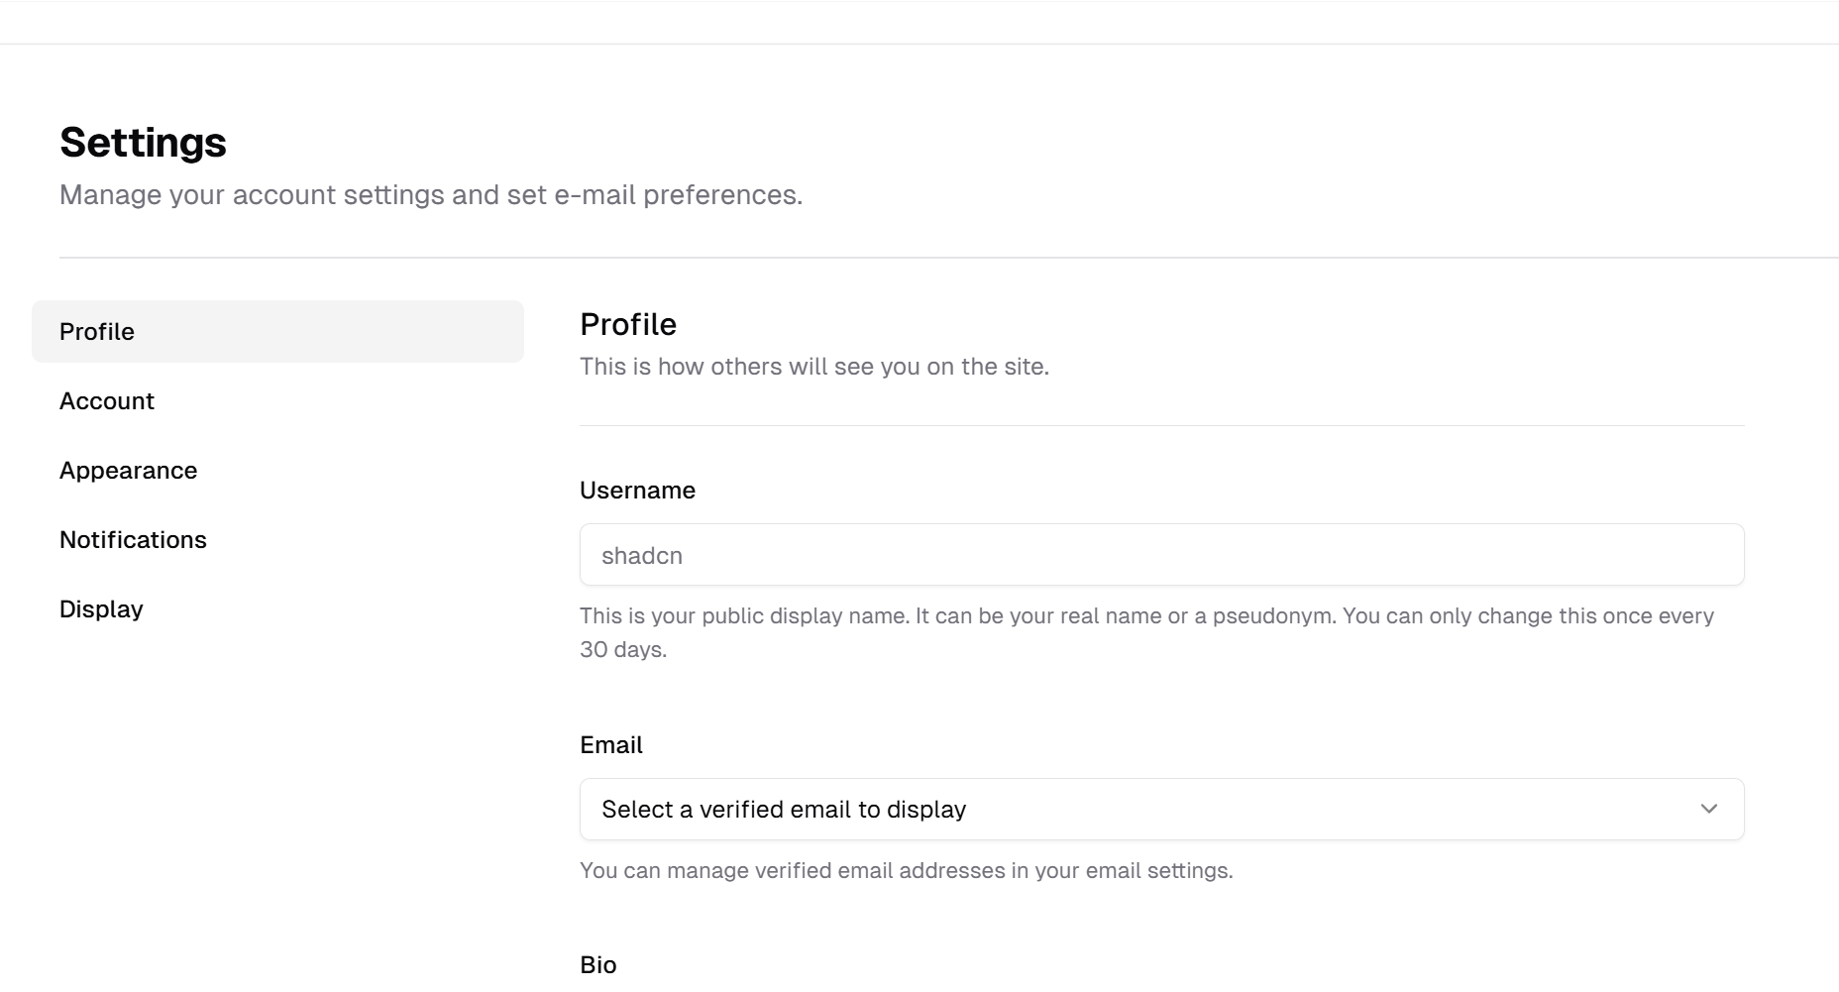 Settings
Manage your account settings and set e-mail preferences.
Profile
Account
Appearance
Notifications
Display
Profile
This is how others will see you on the site.
Username
shadcn
This is your public display name. It can be your real name or a pseudonym. You can only change this once every
30 days.
Email
Select a verified email to display
You can manage verified email addresses in your email settings.
Bio